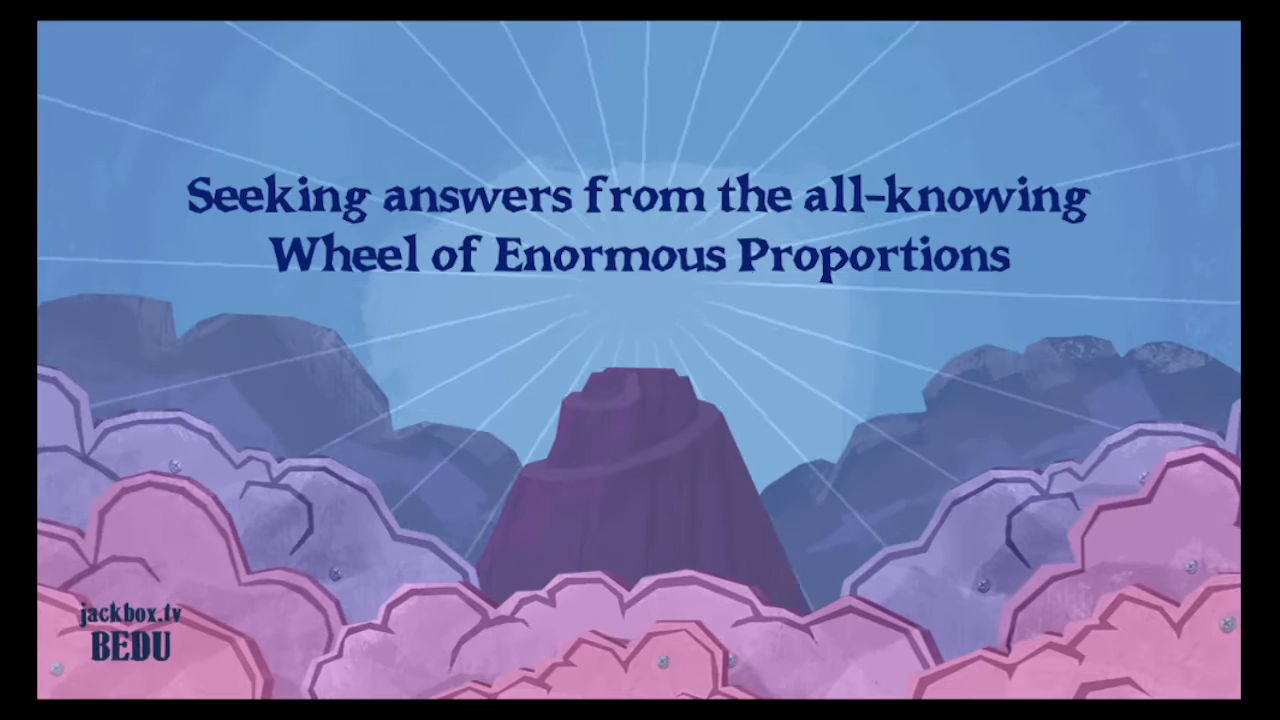 Seeking answers from the all-knowing
Wheel of Enormous Proportions
jackbox.tv
BEDU